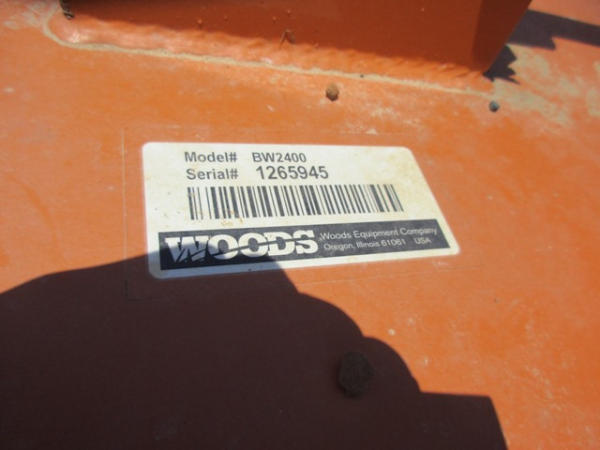 Model# BW2400
Serial# 1265945
WOODS
Woods Equipment Company
Oregon, Illinois 61061 USA